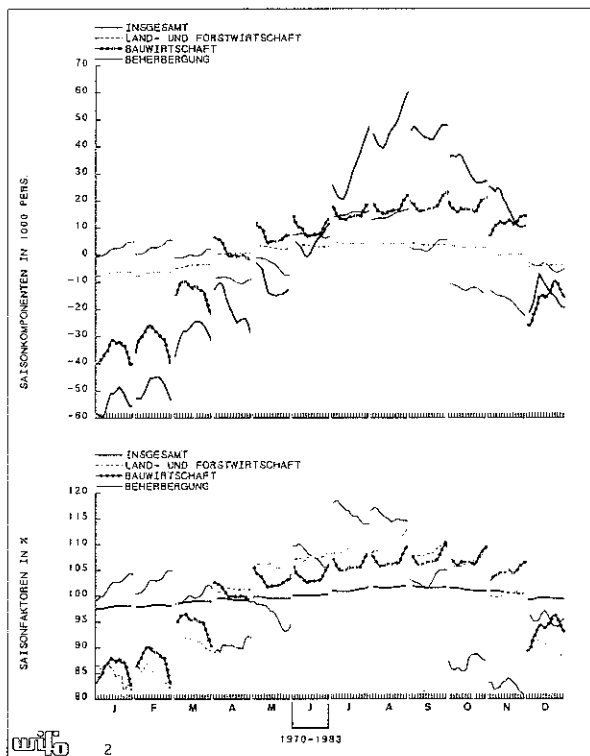 INSGESAMT
LAND- UND FORSTWIRTSCHAFT
BAUWIRTSCHAFT
BEHERBERGUNG
70
60
50
40
30
20
10
0
-10
-20
-30
-40
-50
-60
SAISONKOMPONENTEN IN 1000 PERS.
INSGESAMT
LAND- UND FORSTWIRTSCHAFT
BAUWIRTSCHAFT
BEHERBERGUNG
120
115
110
105
100
95
90
85
80
SAISONFAKTOREN IN %
J F M A M J J A S O N D
1970-1983
wifo 2